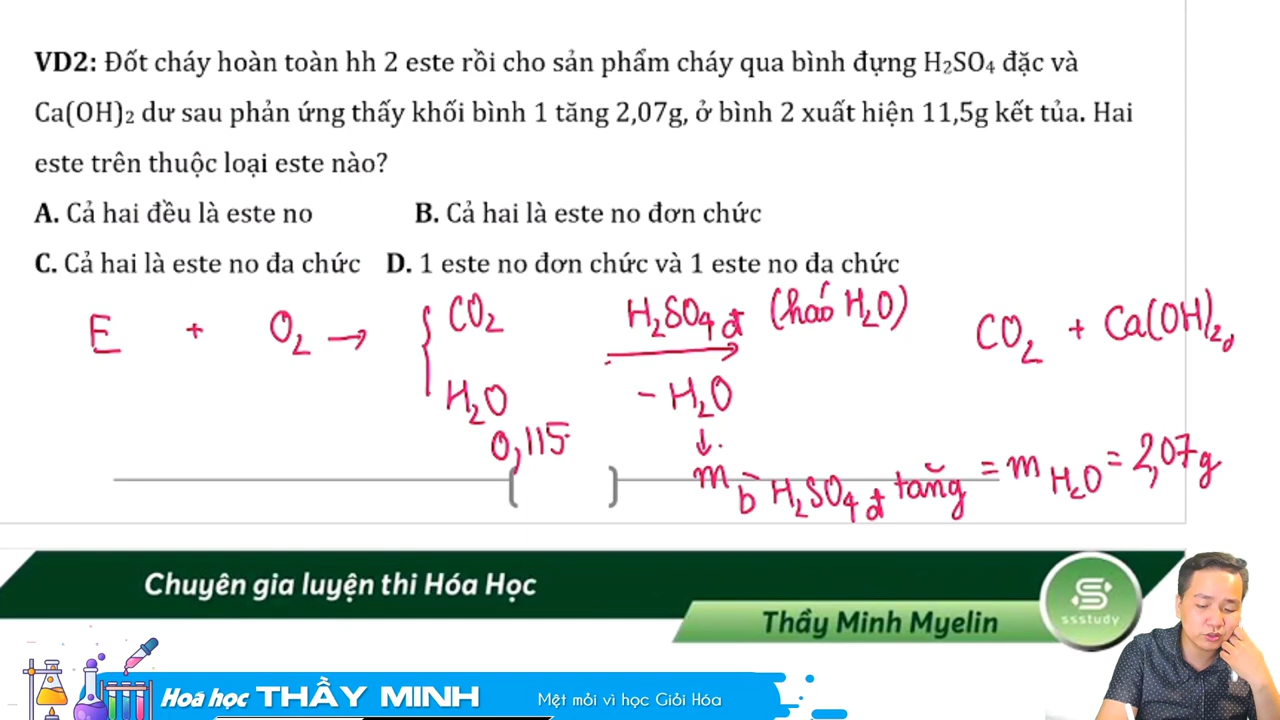 VD2: Đốt cháy hoàn toàn hh 2 este rồi cho sản phẩm cháy qua bình đựng H₂SO₄ đặc và
Ca(OH)₂ dư sau phản ứng thấy khối bình 1 tăng 2,07g, ở bình 2 xuất hiện 11,5g kết tủa. Hai
este trên thuộc loại este nào?
A. Cả hai đều là este no B. Cả hai là este no đơn chức
C. Cả hai là este no đa chức D. 1 este no đơn chức và 1 este no đa chức
E + O₂ → { CO₂ H₂SO₄ đ (háo H₂O) CO₂ + Ca(OH)₂ d
H₂O - H₂O
0,115 ↓
m b H₂SO₄ đ tăng = m H₂O = 2,07g
Chuyên gia luyện thi Hóa Học
Thầy Minh Myelin
ssstudy
Hoá học THẦY MINH Mệt mỏi vì học Giỏi Hóa